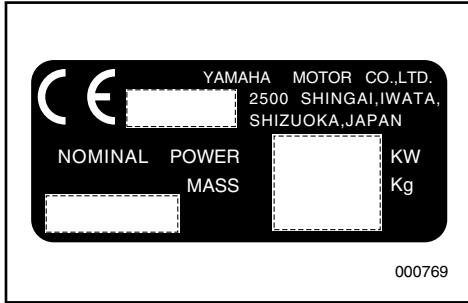 CE YAMAHA MOTOR CO.,LTD.
2500 SHINGAI,IWATA,
SHIZUOKA,JAPAN
NOMINAL POWER KW
MASS Kg
000769